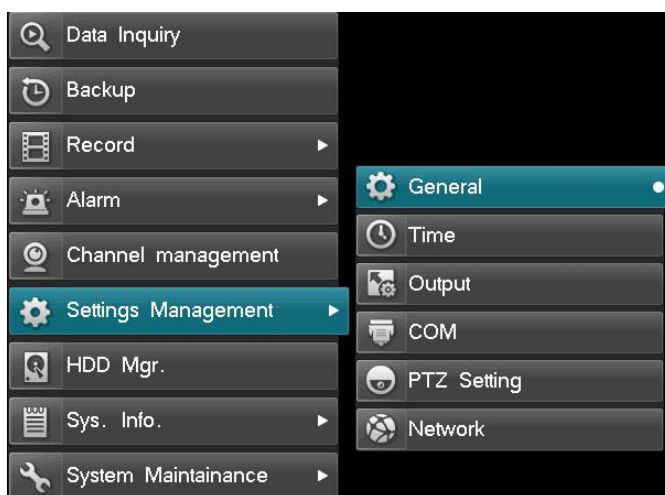 Data Inquiry
Backup
Record
Alarm
Channel management
Settings Management
HDD Mgr.
Sys. Info.
System Maintainance
General
Time
Output
COM
PTZ Setting
Network